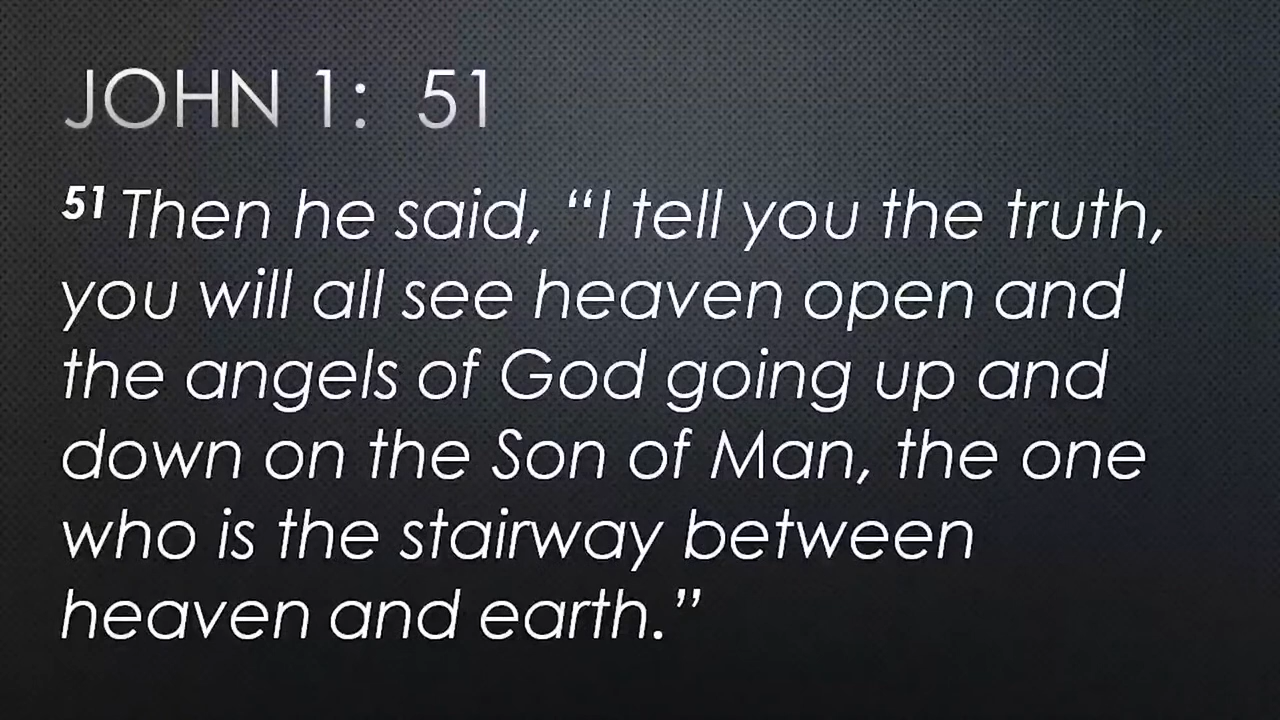 JOHN 1:  51
51 Then he said, “I tell you the truth,
you will all see heaven open and
the angels of God going up and
down on the Son of Man, the one
who is the stairway between
heaven and earth.”